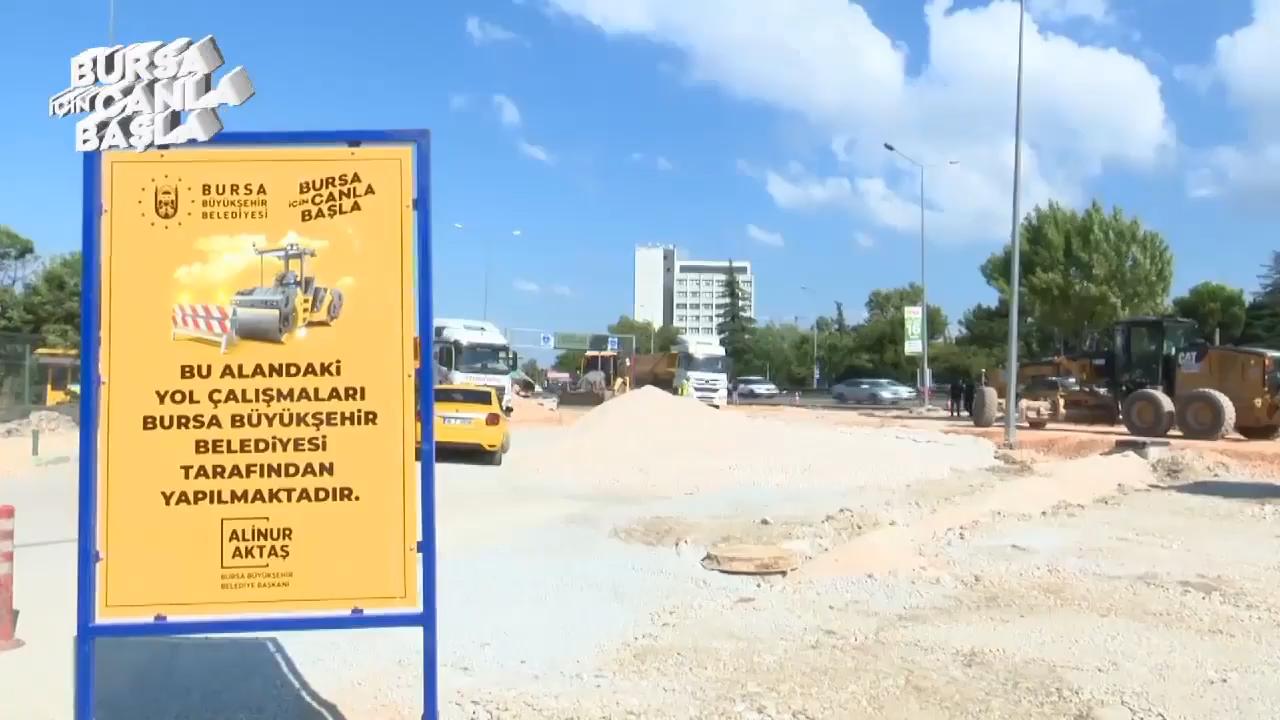 BURSA
İÇİN CANLA
BAŞLA
BURSA
BÜYÜKŞEHİR
BELEDİYESİ
BURSA
İÇİN CANLA
BAŞLA
BU ALANDAKİ
YOL ÇALIŞMALARI
BURSA BÜYÜKŞEHİR
BELEDİYESİ
TARAFINDAN
YAPILMAKTADIR.
ALİNUR
AKTAŞ
BURSA BÜYÜKŞEHİR
BELEDİYE BAŞKANI
CAT